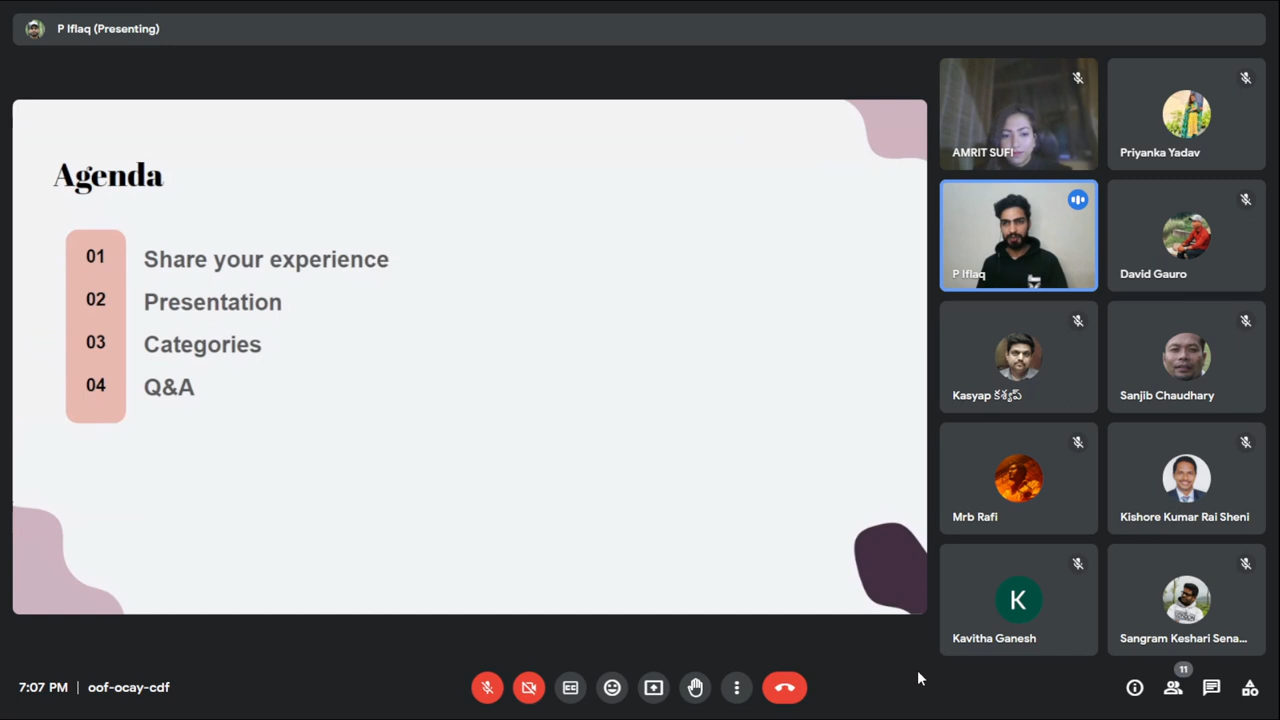 P Iflaq (Presenting)
Agenda
01 Share your experience
02 Presentation
03 Categories
04 Q&A
AMRIT SUFI
Priyanka Yadav
P Iflaq
David Gauro
Kasyap కశ్యప్
Sanjib Chaudhary
Mrb Rafi
Kishore Kumar Rai Sheni
K
Kavitha Ganesh
Sangram Keshari Sena...
7:07 PM | oof-ocay-cdf
CC
11